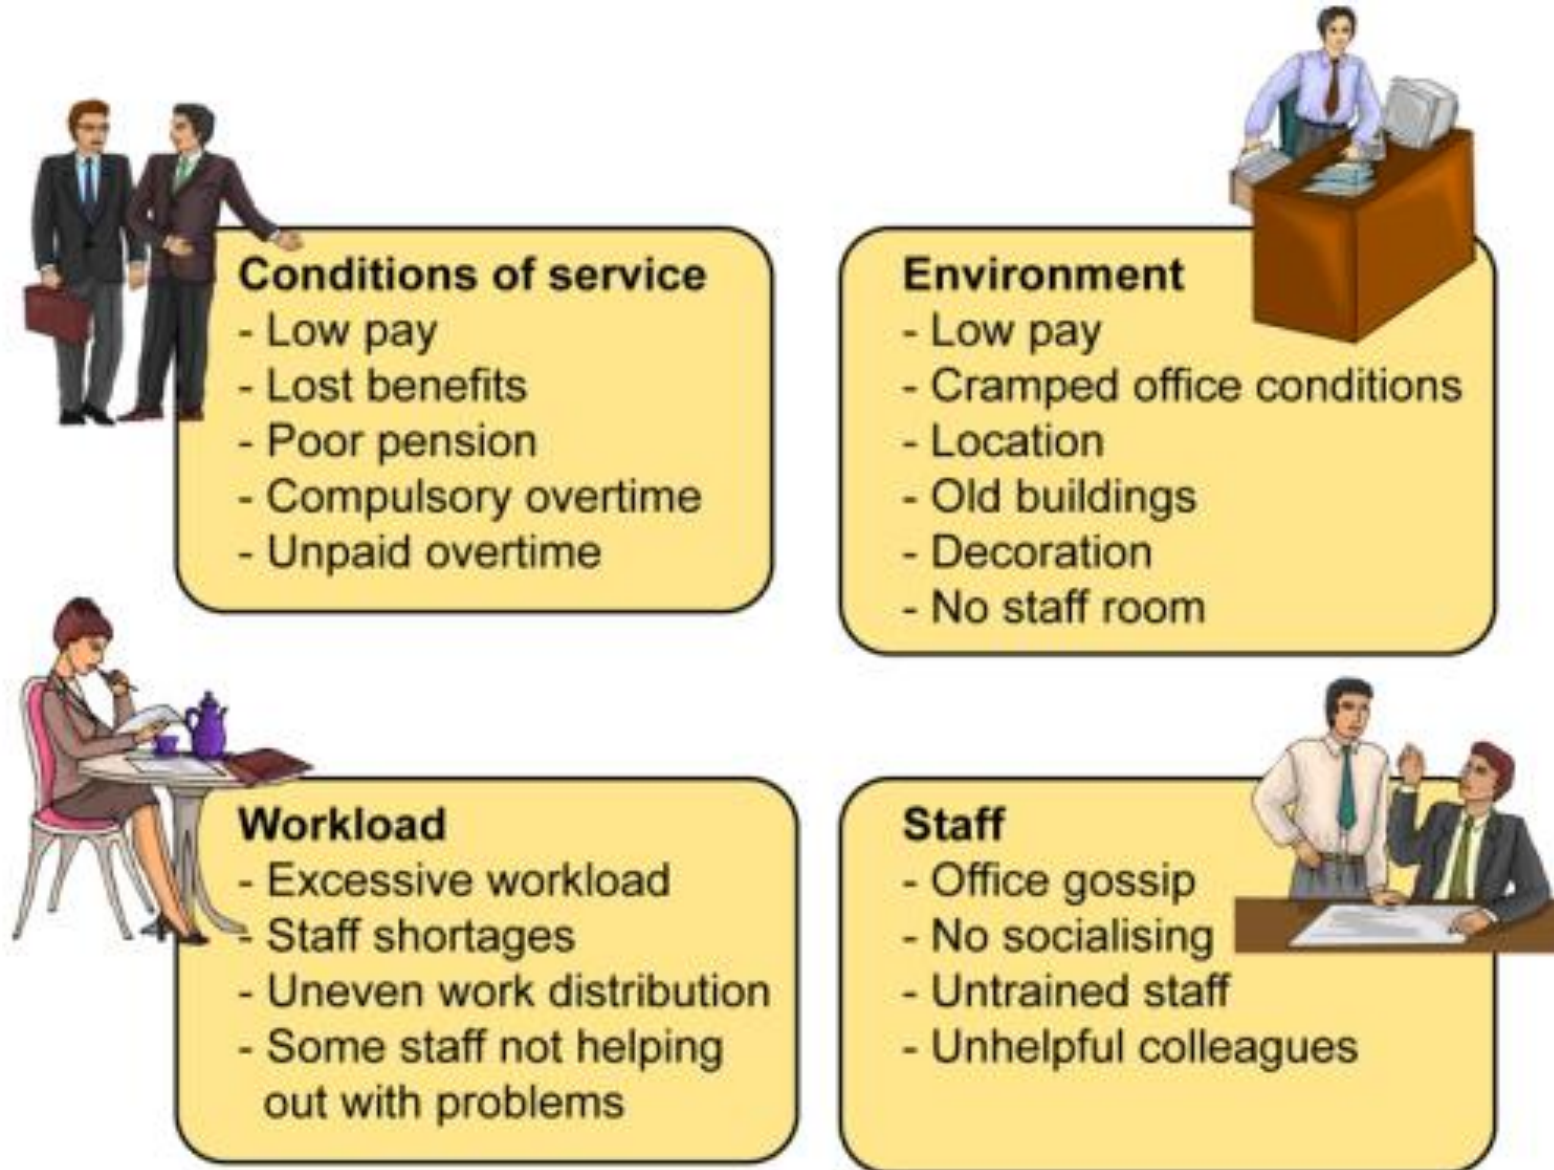 Conditions of service
- Low pay
- Lost benefits
- Poor pension
- Compulsory overtime
- Unpaid overtime
Environment
- Low pay
- Cramped office conditions
- Location
- Old buildings
- Decoration
- No staff room
Workload
- Excessive workload
- Staff shortages
- Uneven work distribution
- Some staff not helping
out with problems
Staff
- Office gossip
- No socialising
- Untrained staff
- Unhelpful colleagues